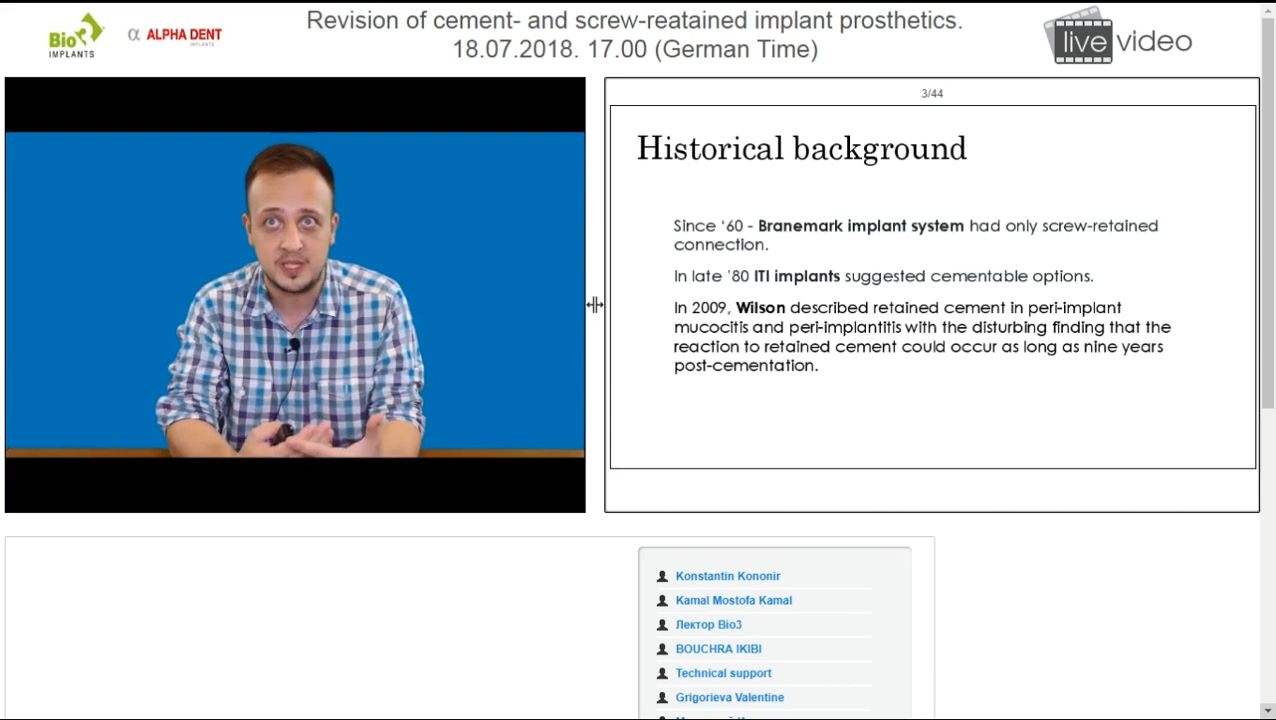 Revision of cement- and screw-reatained implant prosthetics.
18.07.2018. 17.00 (German Time)
Bio3
IMPLANTS
α ALPHA DENT
IMPLANTS
live video
3/44
Historical background
Since ‘60 - Branemark implant system had only screw-retained
connection.
In late ’80 ITI implants suggested cementable options.
In 2009, Wilson described retained cement in peri-implant
mucocitis and peri-implantitis with the disturbing finding that the
reaction to retained cement could occur as long as nine years
post-cementation.
Konstantin Kononir
Kamal Mostofa Kamal
Лектор Bio3
BOUCHRA IKIBI
Technical support
Grigorieva Valentine